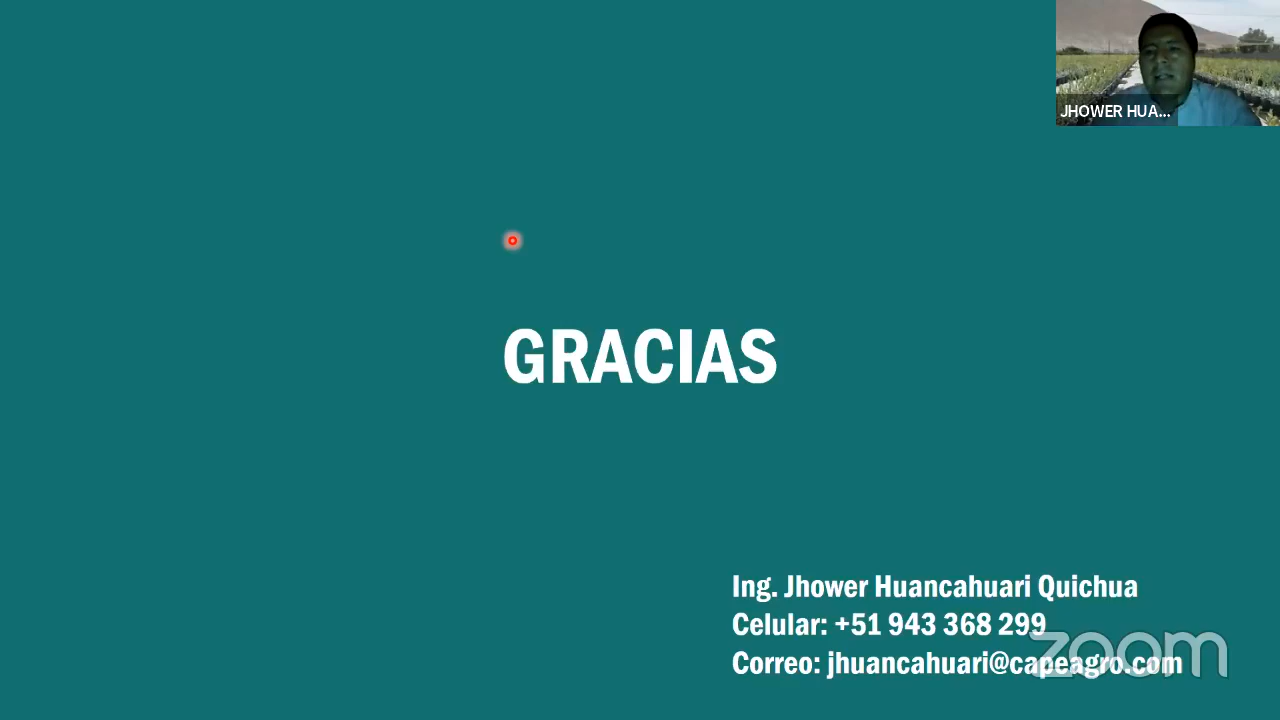 JHOWER HUA...
GRACIAS
Ing. Jhower Huancahuari Quichua
Celular: +51 943 368 299
Correo: jhuancahuari@capeagro.com
zoom